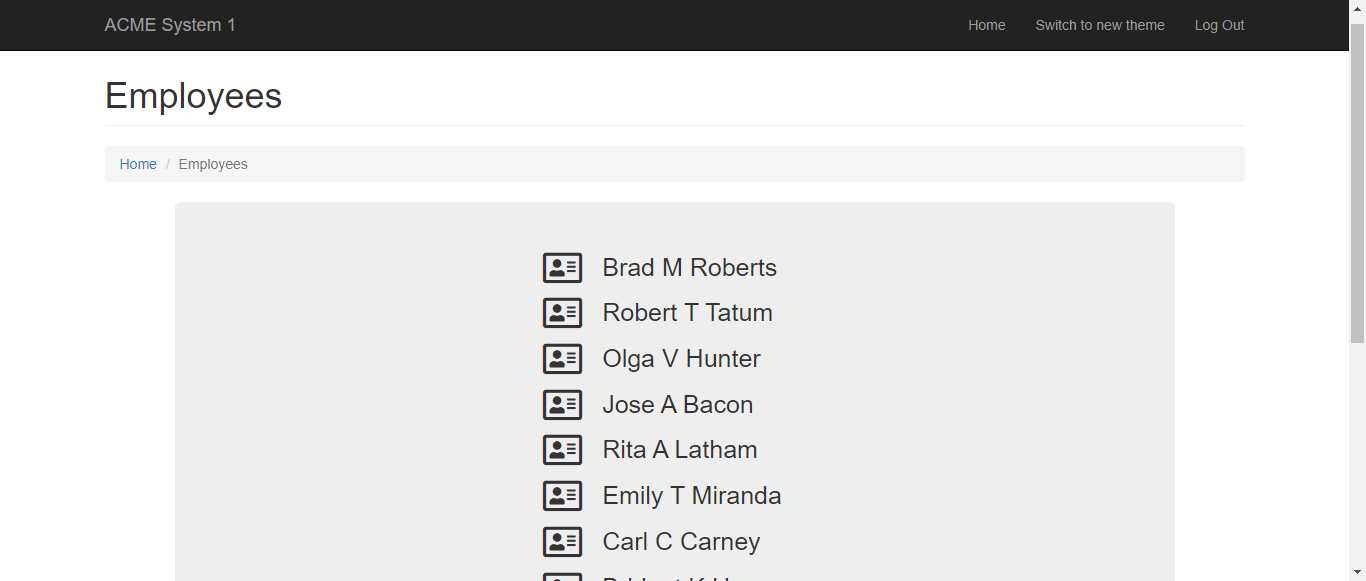 ACME System 1 Home Switch to new theme Log Out
Employees
Home / Employees
Brad M Roberts
Robert T Tatum
Olga V Hunter
Jose A Bacon
Rita A Latham
Emily T Miranda
Carl C Carney